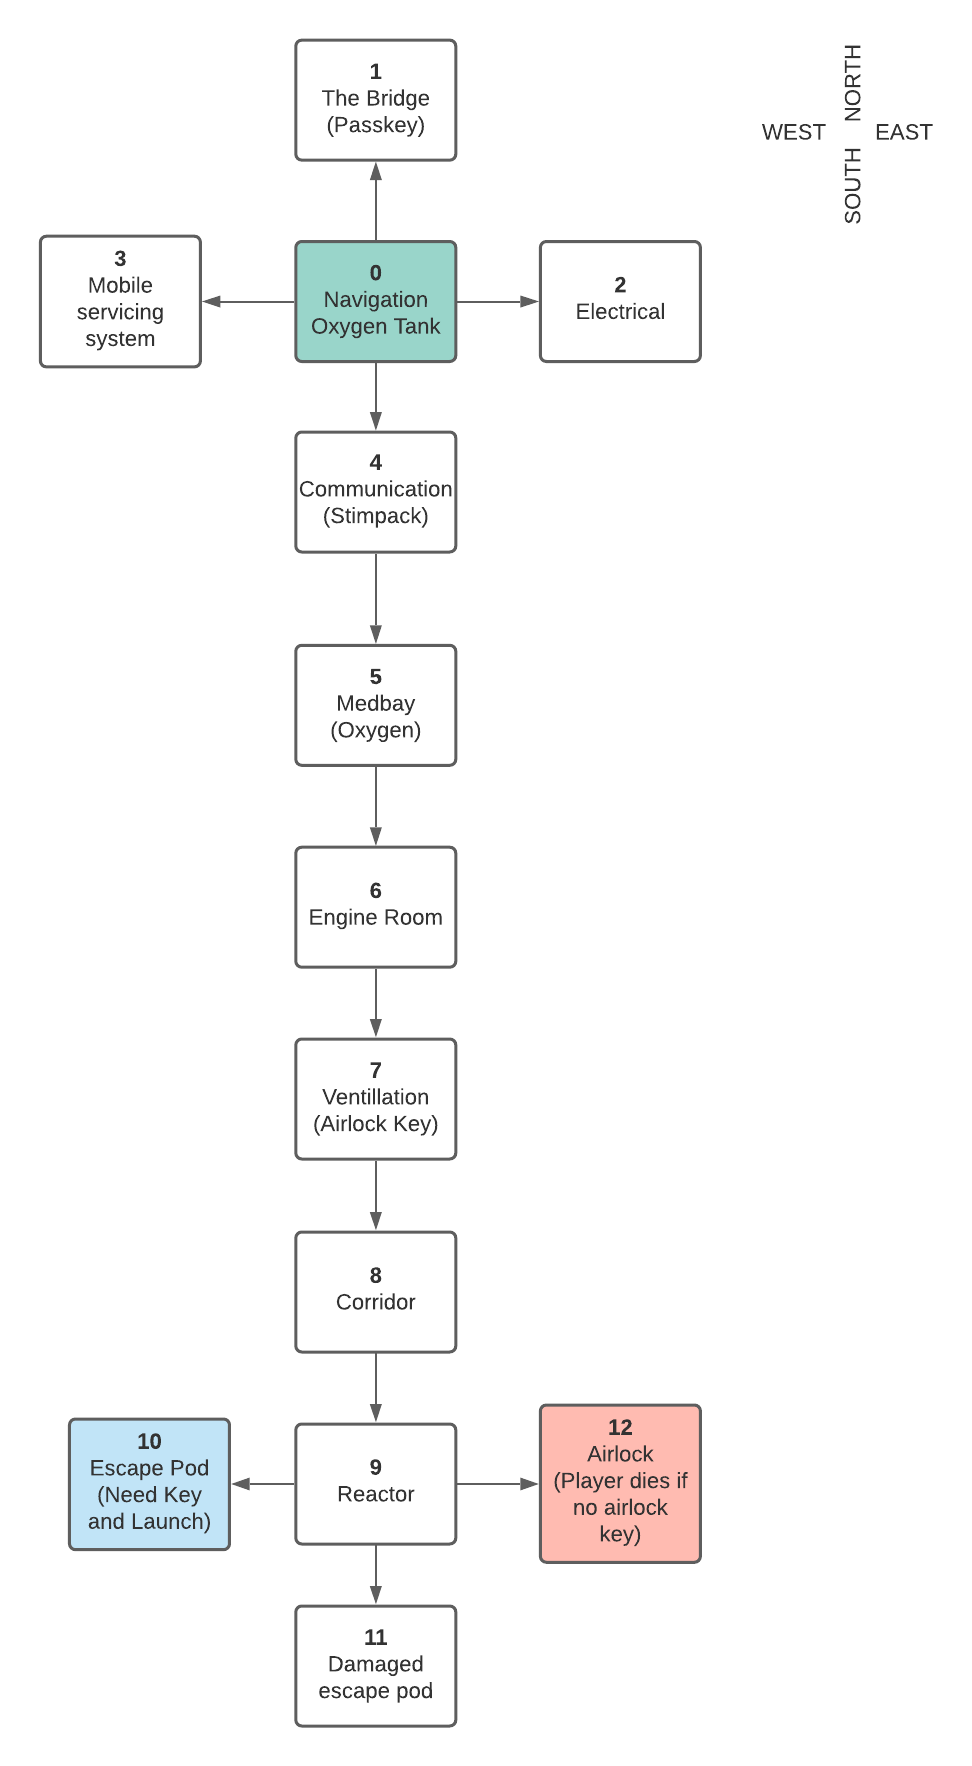 1
The Bridge
(Passkey)
NORTH
WEST
EAST
SOUTH
3
Mobile
servicing
system
0
Navigation
Oxygen Tank
2
Electrical
4
Communication
(Stimpack)
5
Medbay
(Oxygen)
6
Engine Room
7
Ventillation
(Airlock Key)
8
Corridor
10
Escape Pod
(Need Key
and Launch)
9
Reactor
12
Airlock
(Player dies if
no airlock
key)
11
Damaged
escape pod